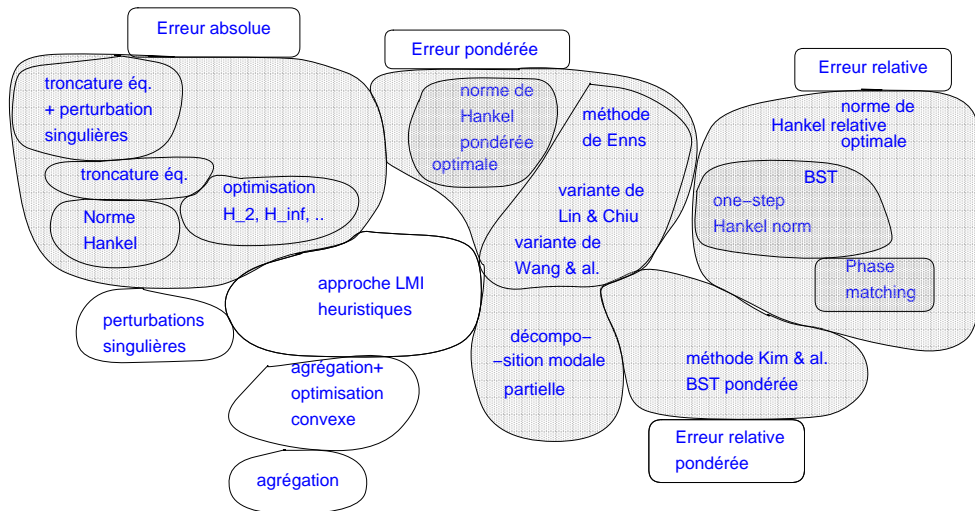 Erreur absolue
troncature éq.
+ perturbation
singulières
troncature éq.
optimisation
H_2, H_inf, ..
Norme
Hankel
perturbations
singulières
approche LMI
heuristiques
agrégation+
optimisation
convexe
agrégation
Erreur pondérée
norme de
Hankel
pondérée
optimale
méthode
de Enns
variante de
Lin & Chiu
variante de
Wang & al.
décompo-
-sition modale
partielle
Erreur relative
norme de
Hankel relative
optimale
BST
one-step
Hankel norm
Phase
matching
méthode Kim & al.
BST pondérée
Erreur relative
pondérée